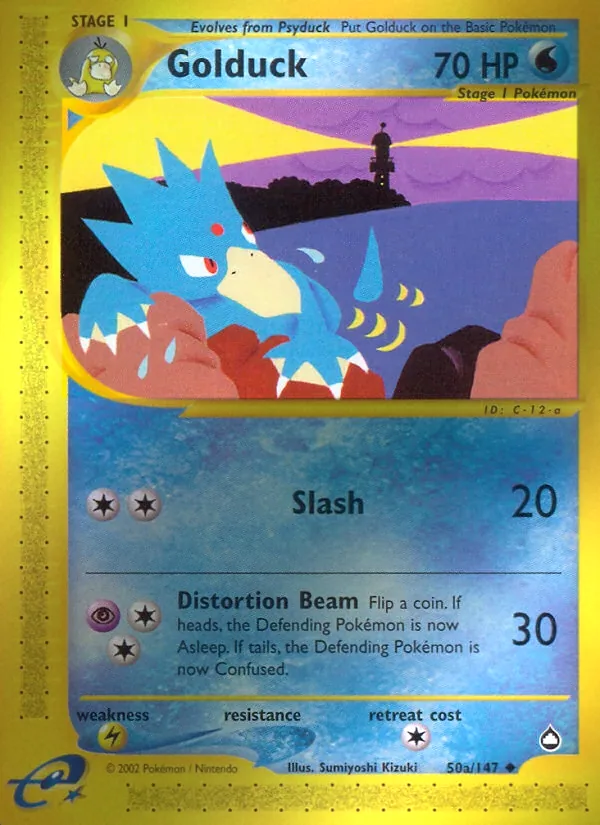 STAGE 1
Evolves from Psyduck Put Golduck on the Basic Pokémon
Golduck 70 HP
Stage 1 Pokémon
ID: C-12-a
Slash 20
Distortion Beam Flip a coin. If
heads, the Defending Pokémon is now
Asleep. If tails, the Defending Pokémon is
now Confused.
30
weakness resistance retreat cost
© 2002 Pokémon / Nintendo Illus. Sumiyoshi Kizuki 50a/147
e